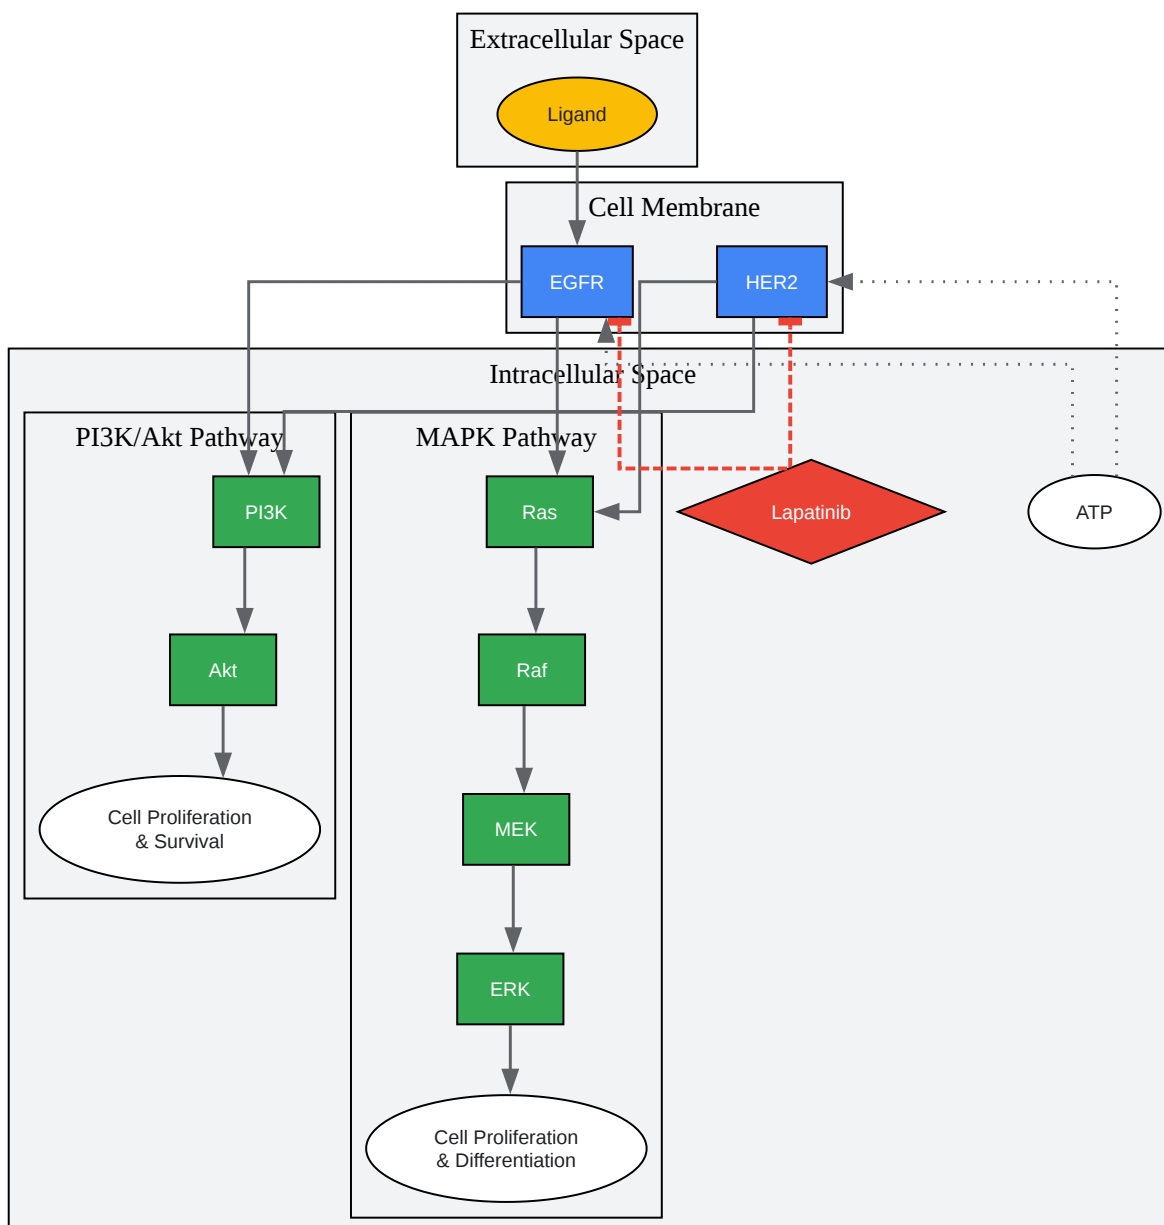 Extracellular Space
Ligand
Cell Membrane
EGFR
HER2
Intracellular Space
PI3K/Akt Pathway
MAPK Pathway
PI3K
Ras
Lapatinib
ATP
Akt
Raf
Cell Proliferation
& Survival
MEK
ERK
Cell Proliferation
& Differentiation